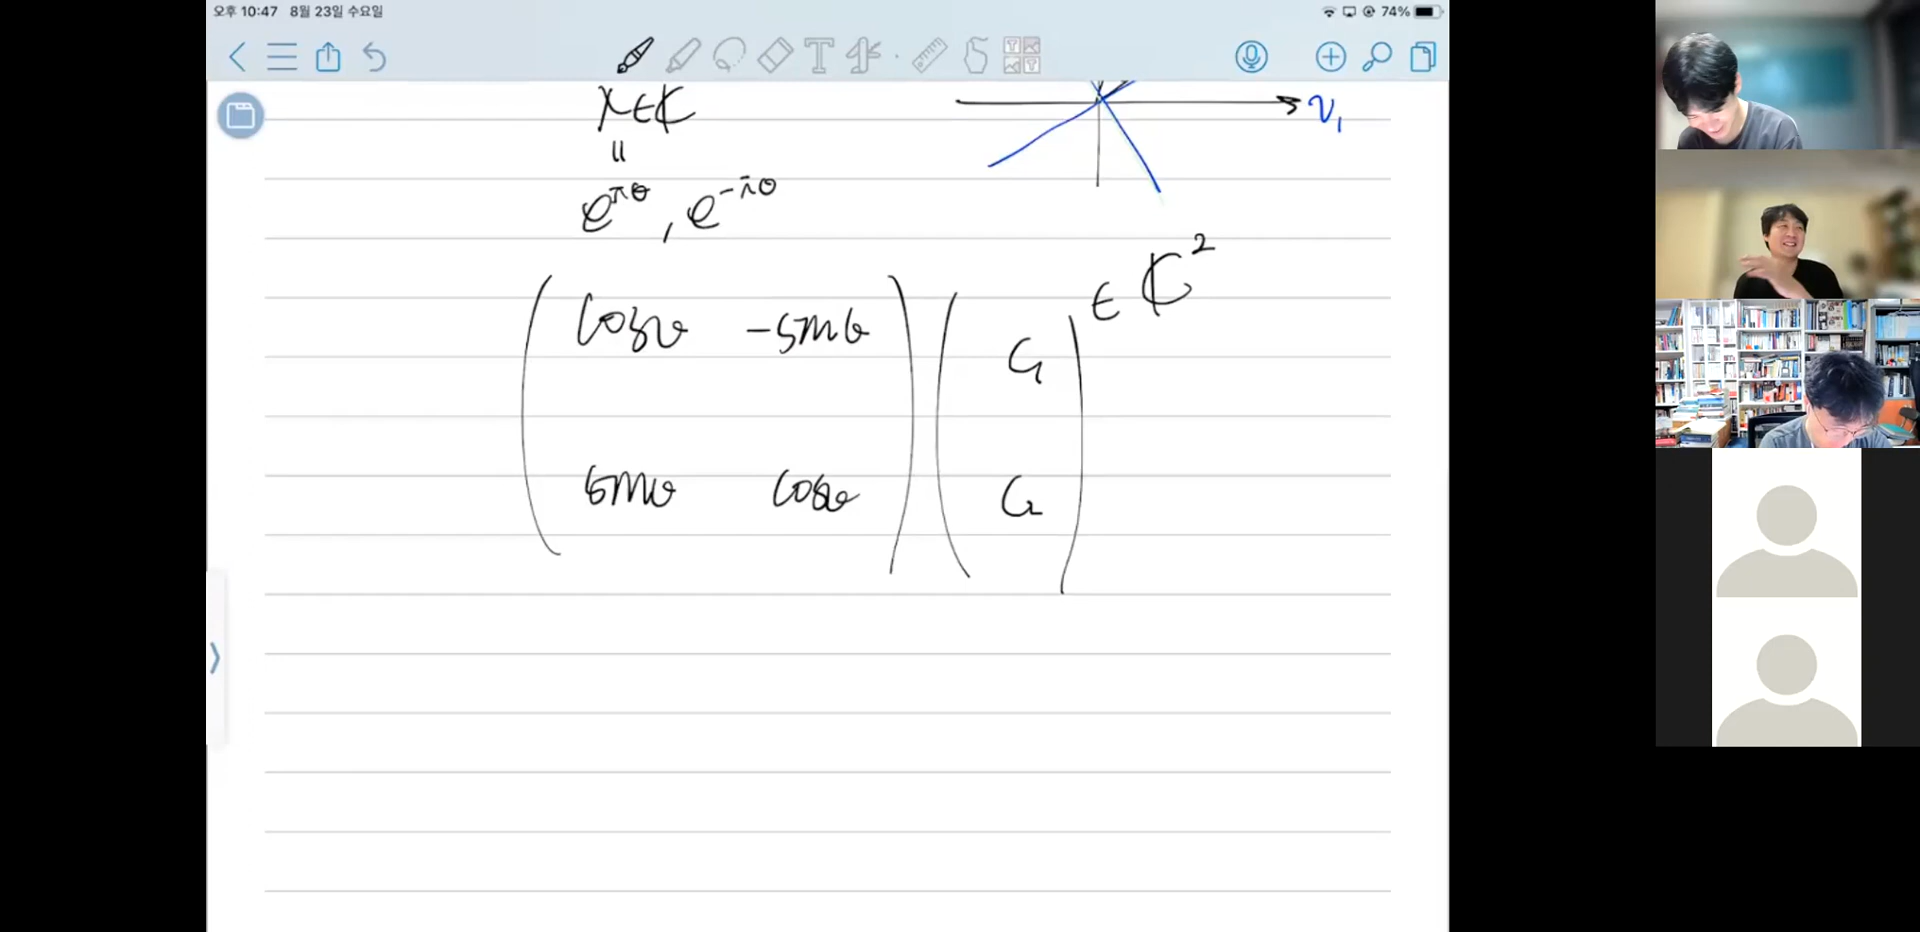 오후 10:47 8월 23일 수요일 74%
T
λ∈ℂ
v₁
||
e^{iθ}, e^{-iθ}
∈ ℂ²
cosθ -sinθ C₁
sinθ cosθ C₂